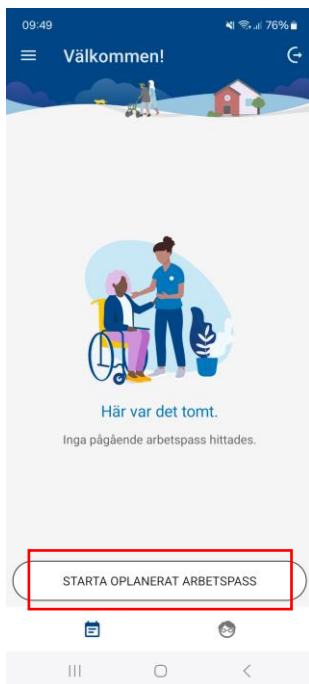 09:49
76%
Välkommen!
Här var det tomt.
Inga pågående arbetspass hittades.
STARTA OPLANERAT ARBETSPASS